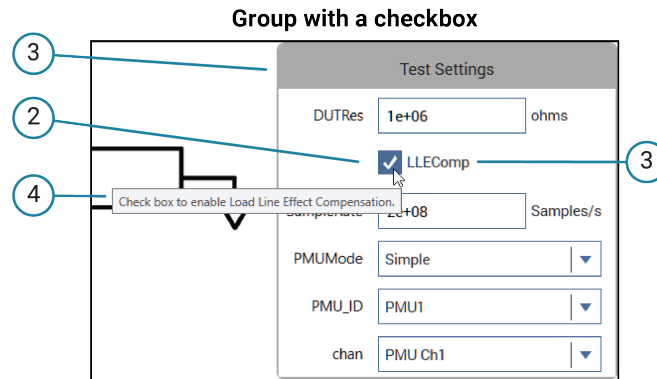 Group with a checkbox
3
Test Settings
DUTRes 1e+06 ohms
2
LLEComp 3
4 Check box to enable Load Line Effect Compensation.
SampleRate 2e+08 Samples/s
PMUMode Simple
PMU_ID PMU1
chan PMU Ch1